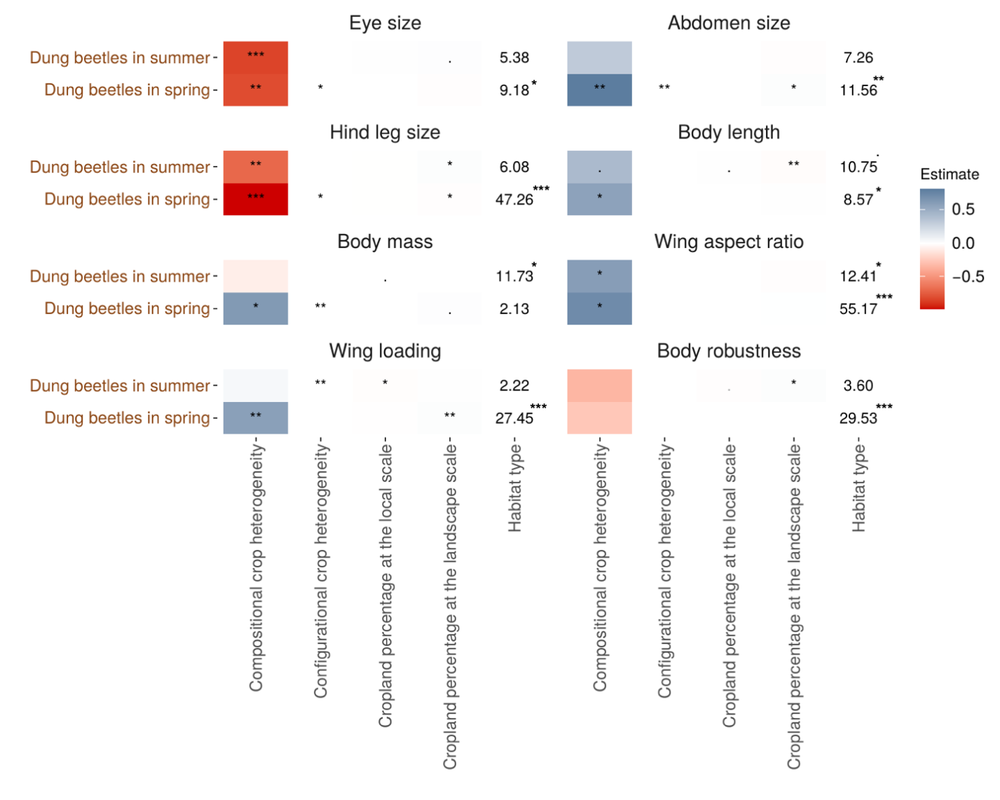 Eye size
Abdomen size
Dung beetles in summer
***
.
5.38
7.26
Dung beetles in spring
**
*
9.18*
**
**
*
11.56**
Hind leg size
Body length
Dung beetles in summer
**
*
6.08
.
.
**
10.75.
Dung beetles in spring
***
*
*
47.26***
*
8.57*
Body mass
Wing aspect ratio
Dung beetles in summer
.
11.73*
*
12.41*
Dung beetles in spring
*
**
.
2.13
*
55.17***
Wing loading
Body robustness
Dung beetles in summer
**
*
2.22
.
*
3.60
Dung beetles in spring
**
**
27.45***
29.53***
Compositional crop heterogeneity
Configurational crop heterogeneity
Cropland percentage at the local scale
Cropland percentage at the landscape scale
Habitat type
Compositional crop heterogeneity
Configurational crop heterogeneity
Cropland percentage at the local scale
Cropland percentage at the landscape scale
Habitat type
Estimate
0.5
0.0
−0.5